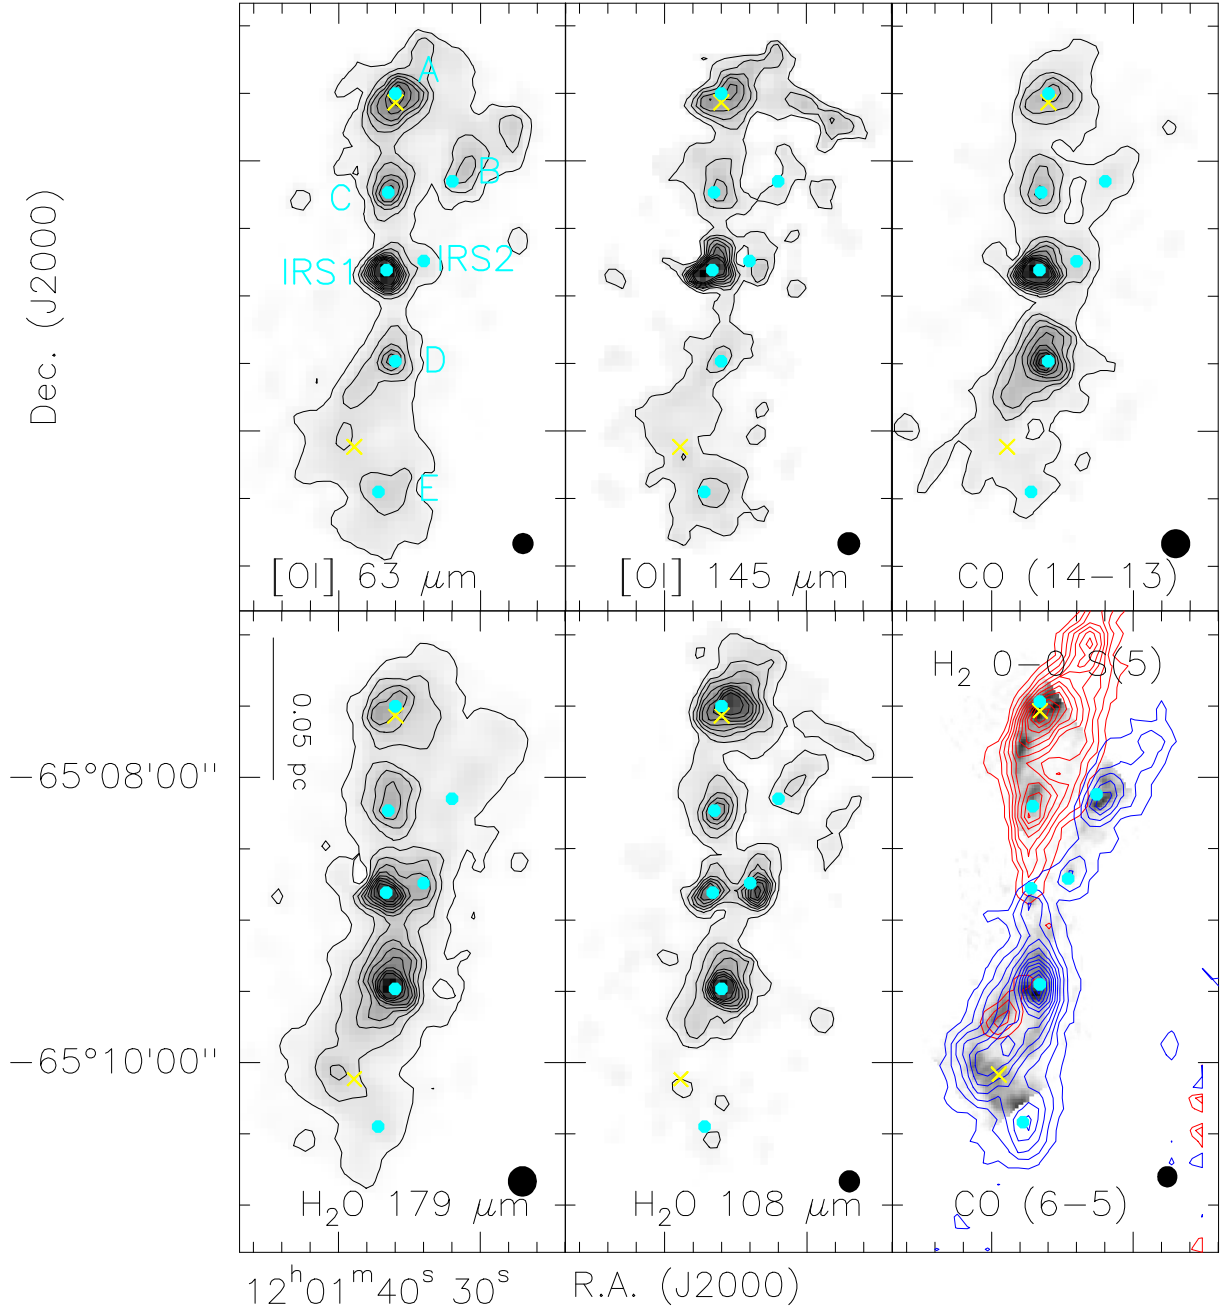 Dec. (J2000)
A
B
C
IRS1
IRS2
D
E
[OI] 63 μm
[OI] 145 μm
CO (14−13)
0.05 pc
H₂ 0−0 S(5)
−65°08'00''
−65°10'00''
H₂O 179 μm
H₂O 108 μm
CO (6−5)
12ʰ01ᵐ40ˢ 30ˢ
R.A. (J2000)